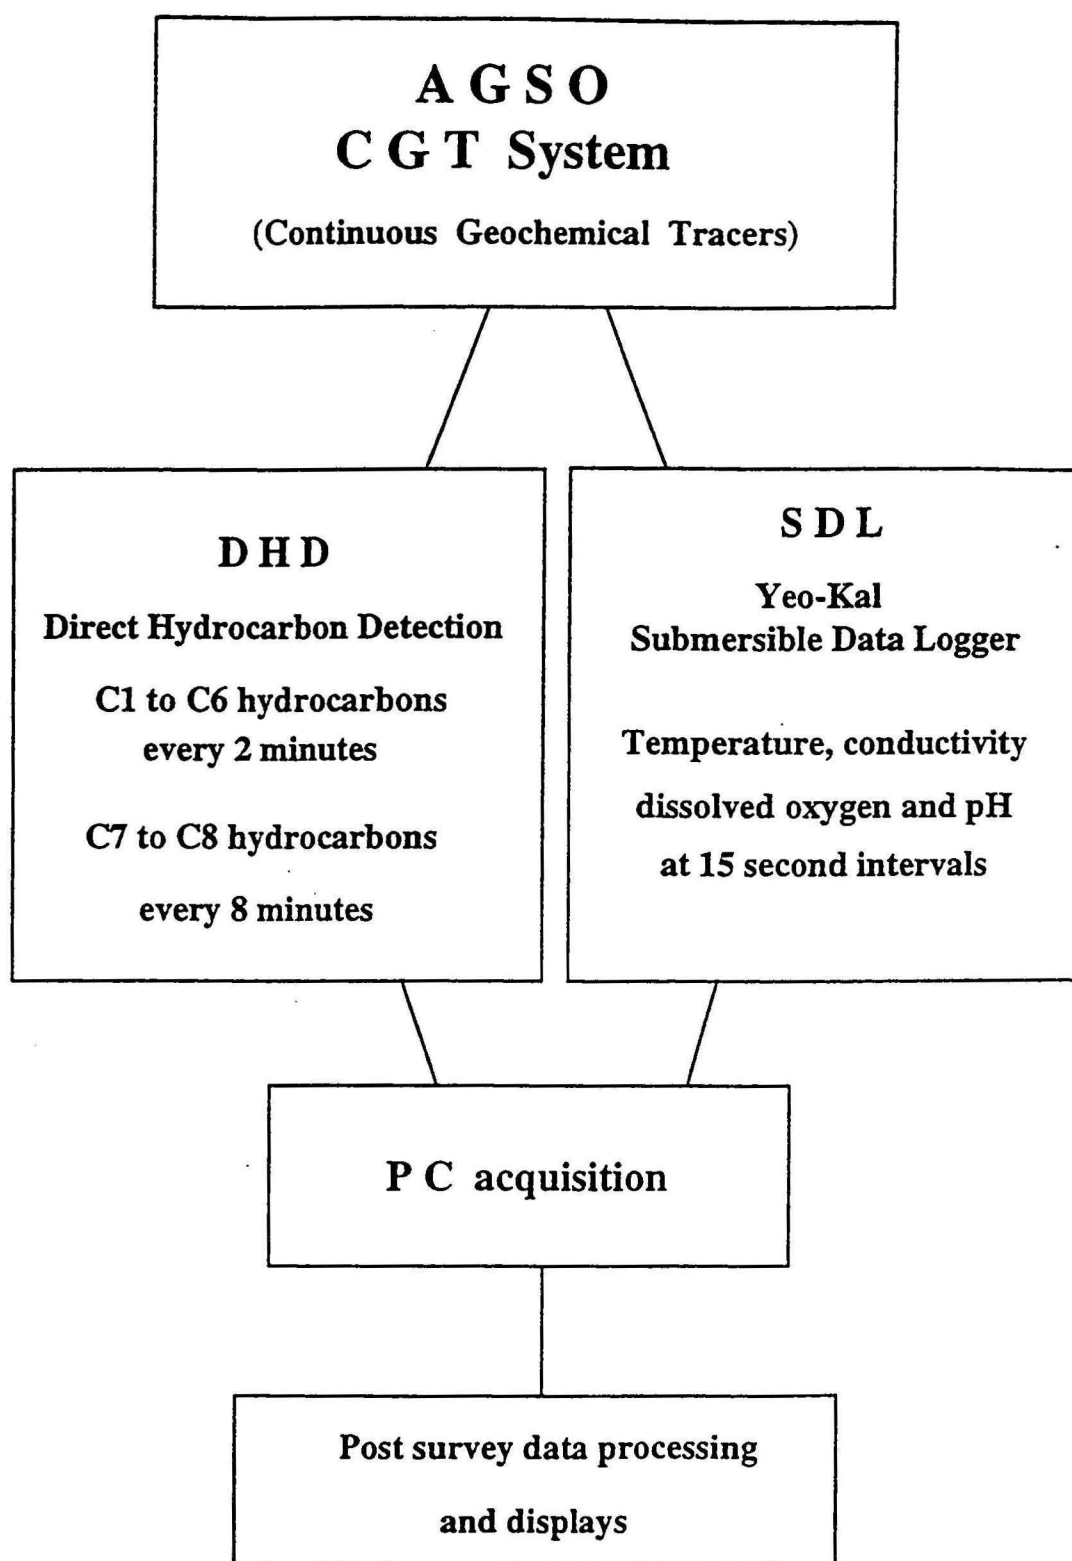 A G S O
C G T System
(Continuous Geochemical Tracers)
D H D
Direct Hydrocarbon Detection
C1 to C6 hydrocarbons
every 2 minutes
C7 to C8 hydrocarbons
every 8 minutes
S D L
Yeo-Kal
Submersible Data Logger
Temperature, conductivity
dissolved oxygen and pH
at 15 second intervals
P C acquisition
Post survey data processing
and displays